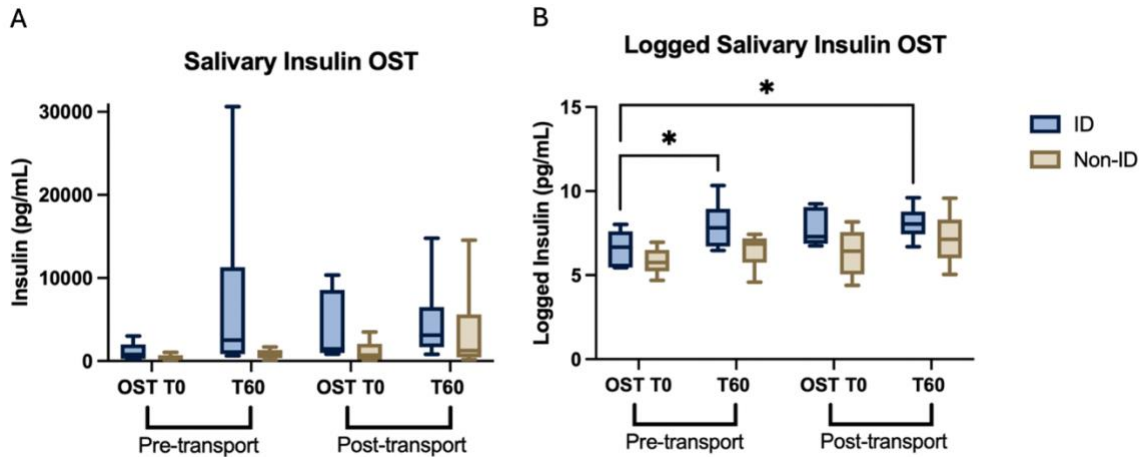 A
Salivary Insulin OST
Insulin (pg/mL)
30000
20000
10000
0
OST T0 T60 OST T0 T60
Pre-transport Post-transport
B
Logged Salivary Insulin OST
Logged Insulin (pg/mL)
15
10
5
0
* 
*
OST T0 T60 OST T0 T60
Pre-transport Post-transport
ID
Non-ID